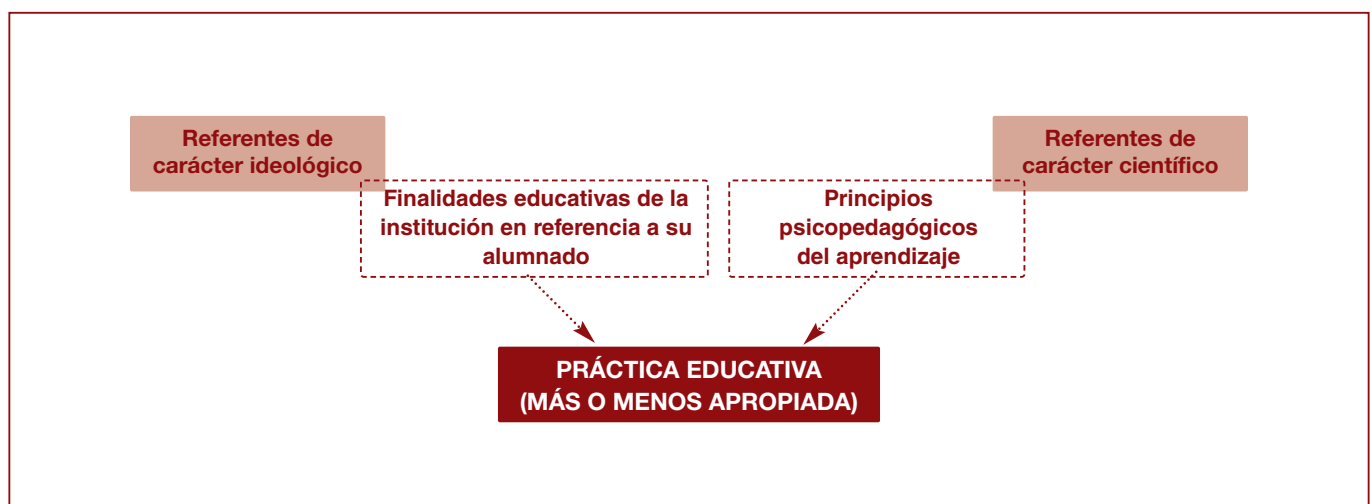 Referentes de
carácter ideológico
Referentes de
carácter científico
Finalidades educativas de la
institución en referencia a su
alumnado
Principios
psicopedagógicos
del aprendizaje
PRÁCTICA EDUCATIVA
(MÁS O MENOS APROPIADA)